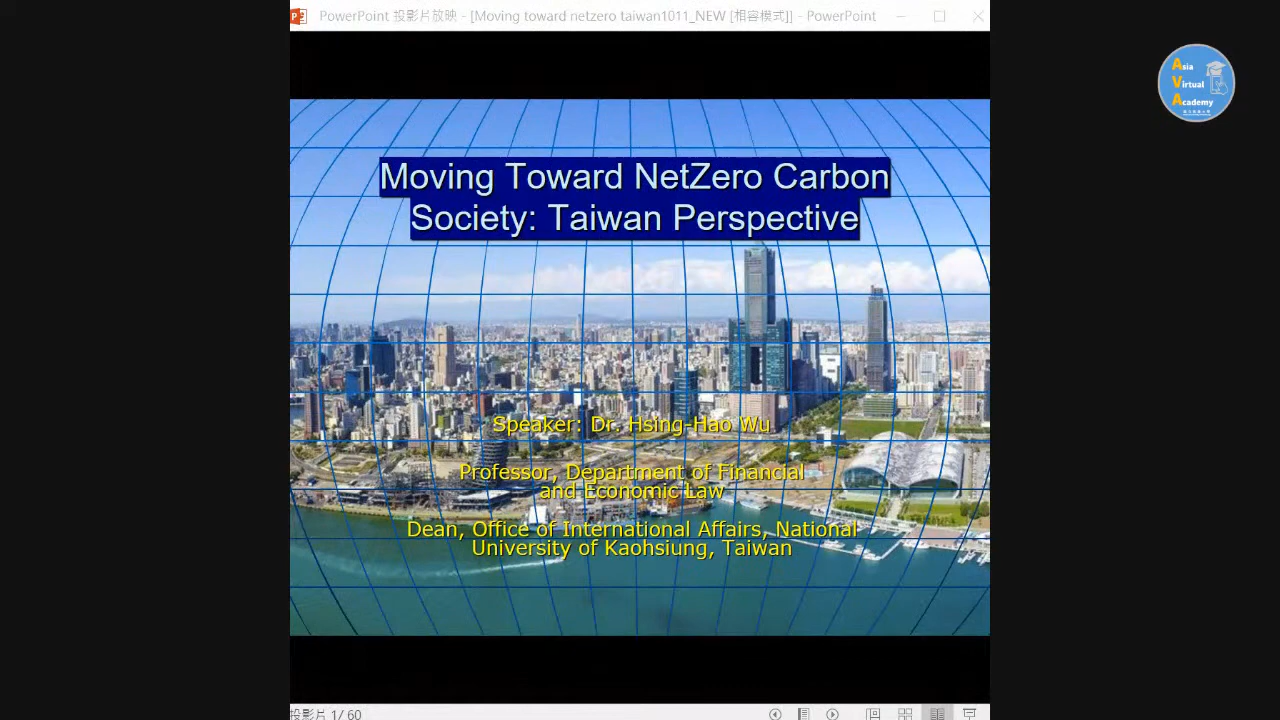 PowerPoint 投影片放映 - [Moving toward netzero taiwan1011_NEW [相容模式]] - PowerPoint
Asia
Virtual
Academy
Moving Toward NetZero Carbon
Society: Taiwan Perspective
Speaker: Dr. Hsing-Hao Wu
Professor, Department of Financial
and Economic Law
Dean, Office of International Affairs, National
University of Kaohsiung, Taiwan
投影片 1/ 60